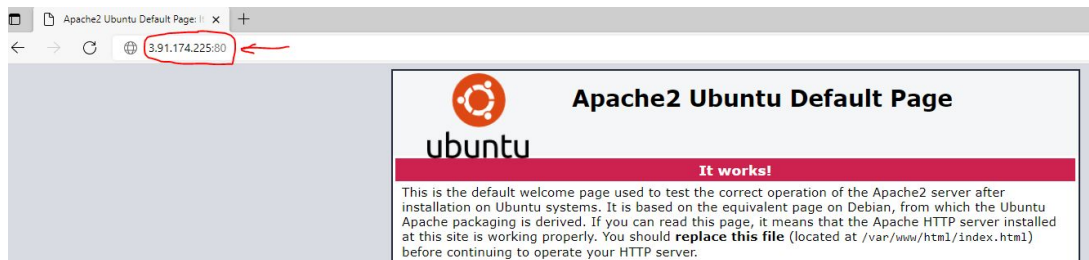 Apache2 Ubuntu Default Page: I
3.91.174.225:80
Apache2 Ubuntu Default Page
ubuntu
It works!
This is the default welcome page used to test the correct operation of the Apache2 server after
installation on Ubuntu systems. It is based on the equivalent page on Debian, from which the Ubuntu
Apache packaging is derived. If you can read this page, it means that the Apache HTTP server installed
at this site is working properly. You should replace this file (located at /var/www/html/index.html)
before continuing to operate your HTTP server.